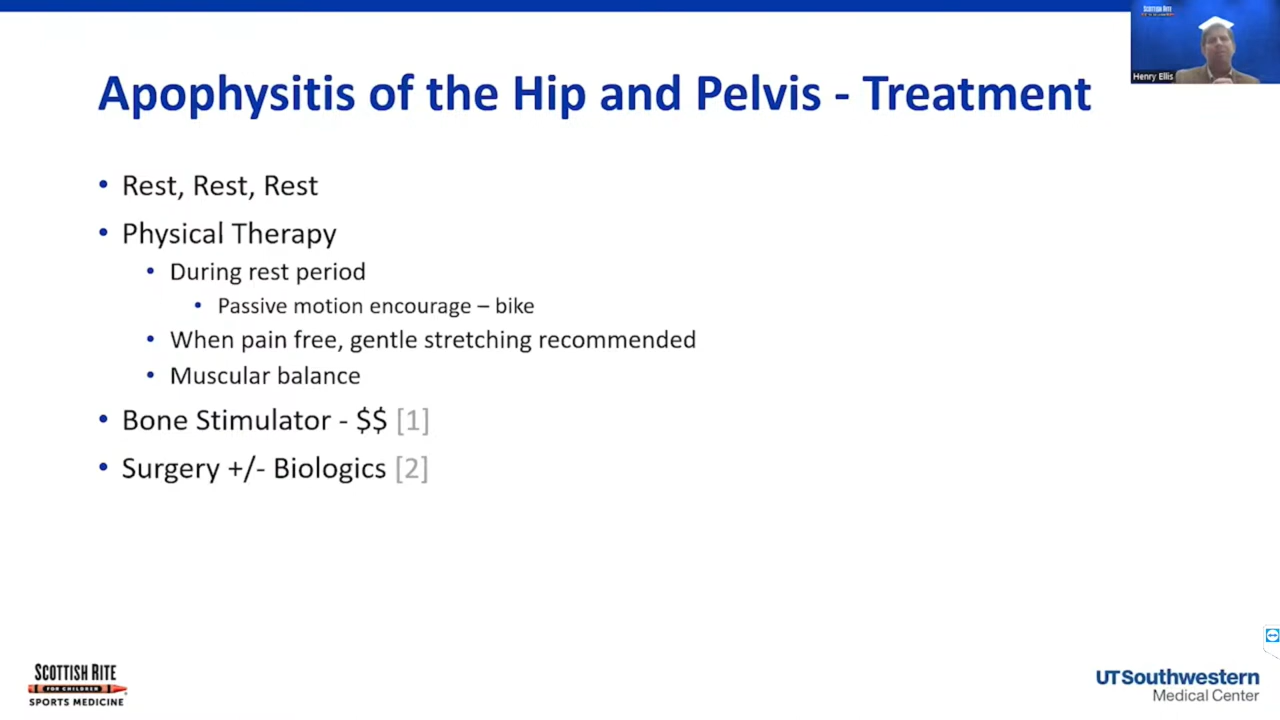 SCOTTISH RITE
Henry Ellis
Apophysitis of the Hip and Pelvis - Treatment
• Rest, Rest, Rest
• Physical Therapy
• During rest period
• Passive motion encourage – bike
• When pain free, gentle stretching recommended
• Muscular balance
• Bone Stimulator - $$ [1]
• Surgery +/- Biologics [2]
SCOTTISH RITE
FOR CHILDREN
SPORTS MEDICINE
UTSouthwestern
Medical Center